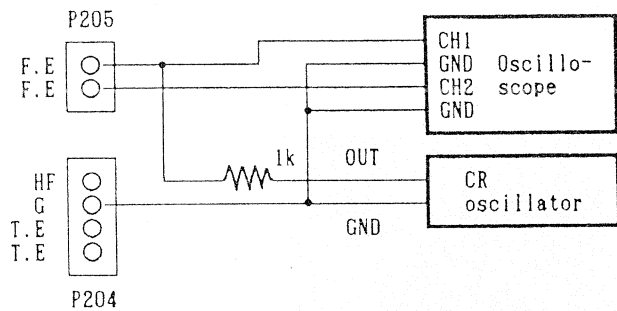 P205
F.E
F.E
CH1
GND
CH2
GND
Oscillo-
scope
1k
OUT
GND
CR
oscillator
HF
G
T.E
T.E
P204